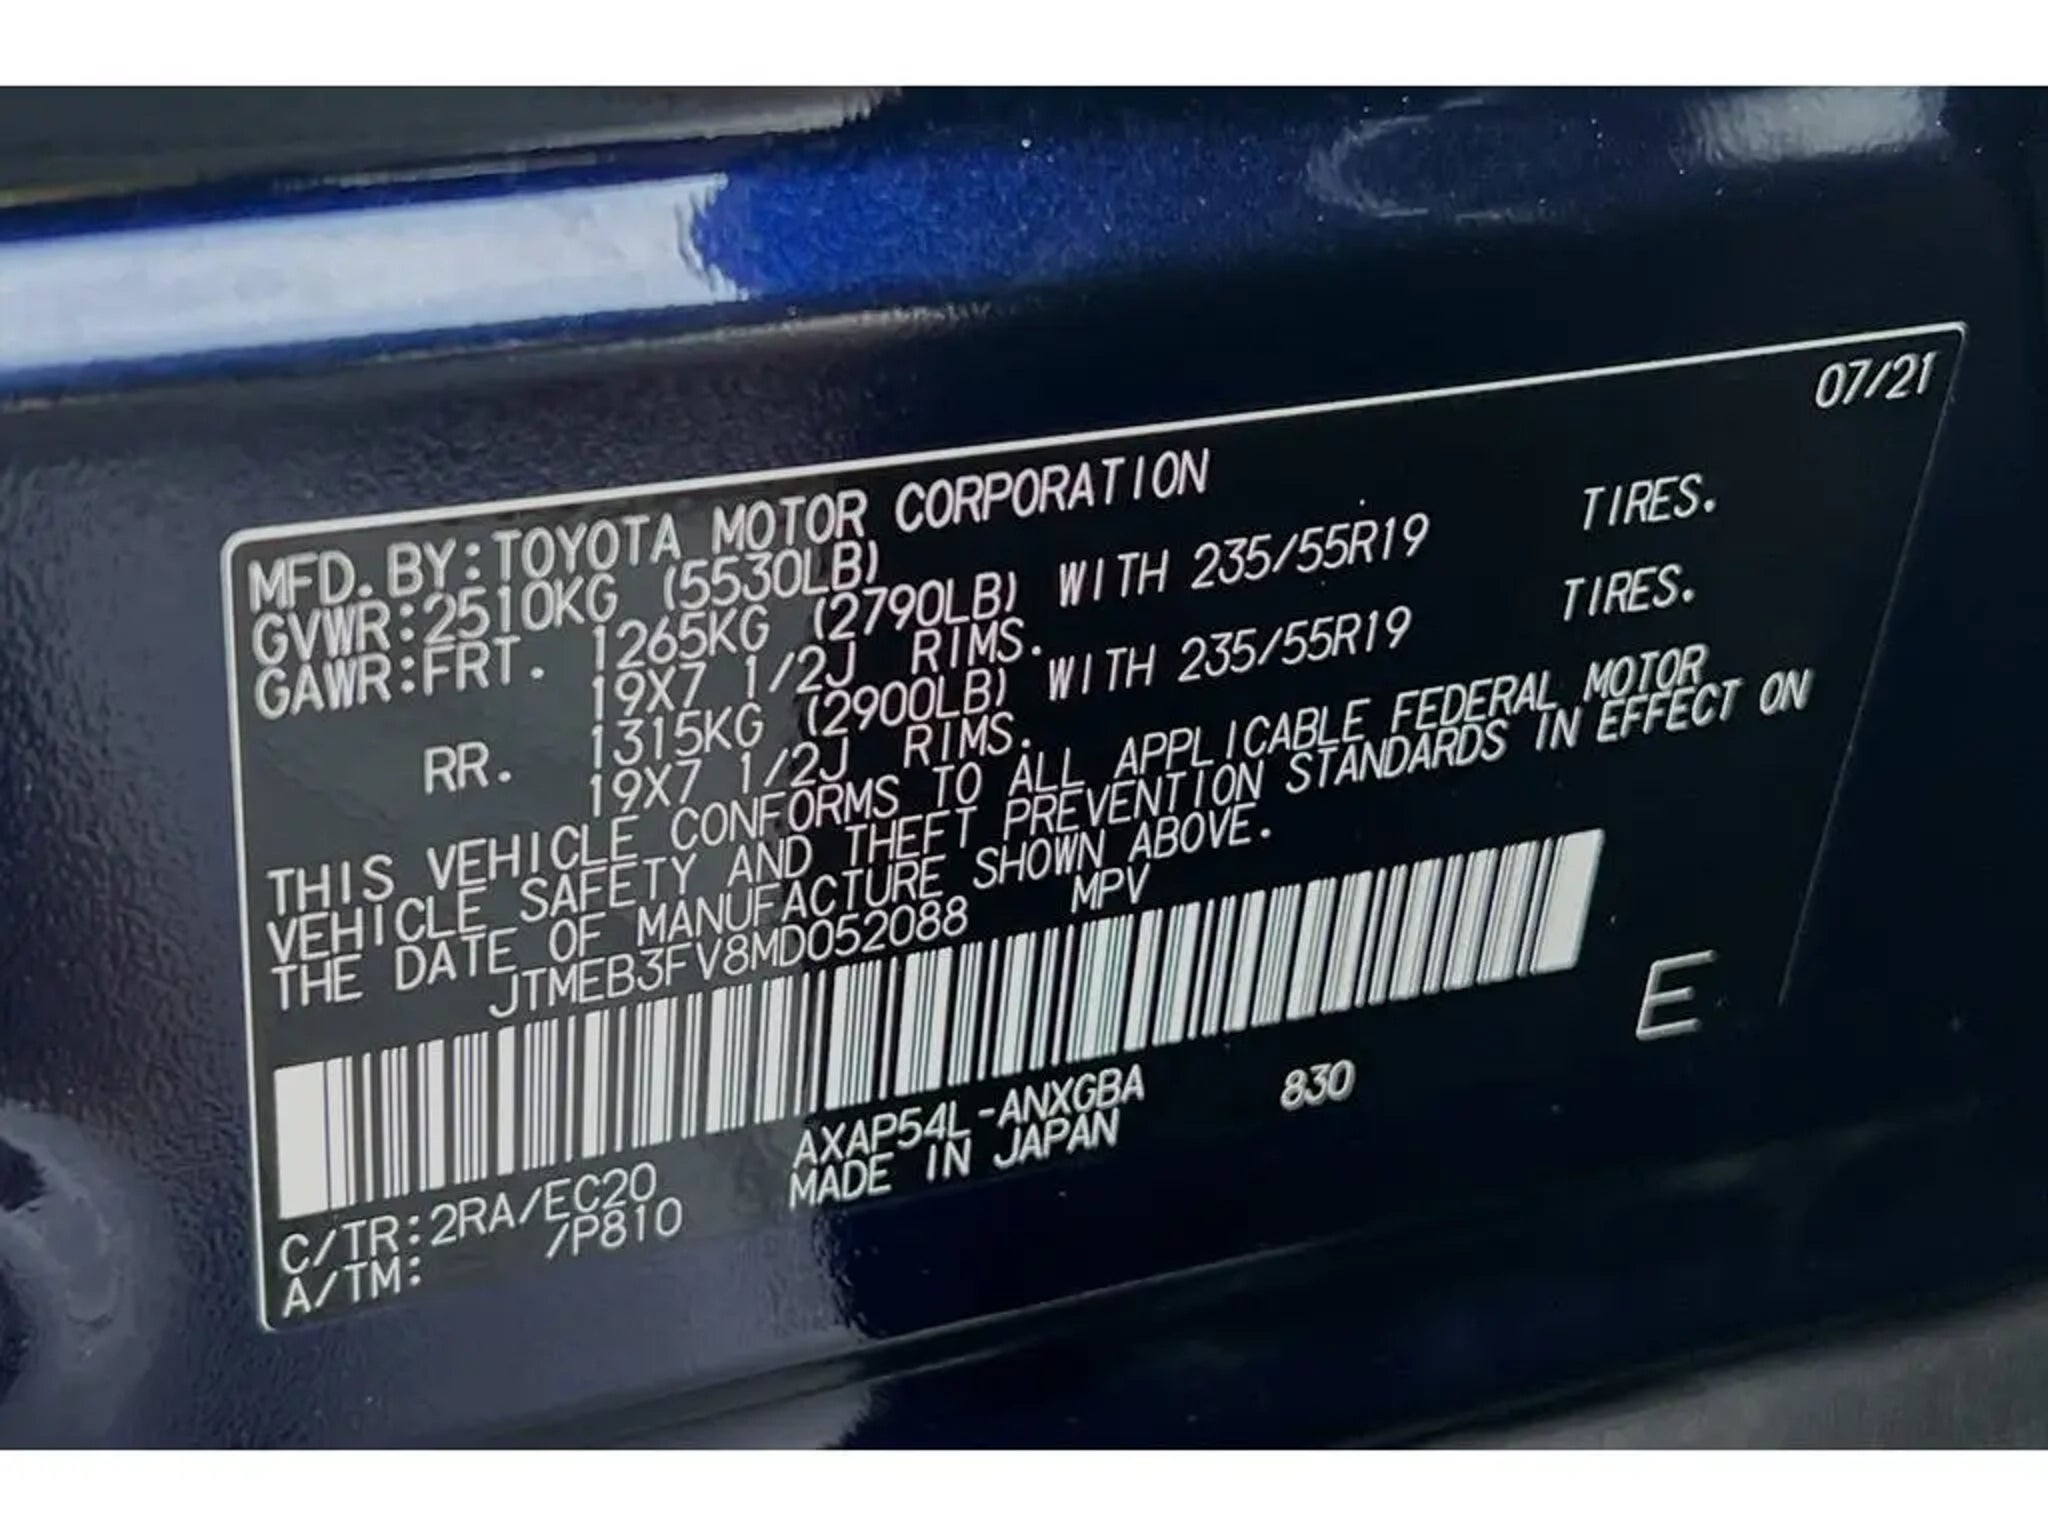 07/21
MFD.BY:TOYOTA MOTOR CORPORATION
GVWR:2510KG (5530LB)
GAWR:FRT. 1265KG (2790LB) WITH 235/55R19 TIRES.
19X7 1/2J RIMS.
RR. 1315KG (2900LB) WITH 235/55R19 TIRES.
19X7 1/2J RIMS.
THIS VEHICLE CONFORMS TO ALL APPLICABLE FEDERAL MOTOR
VEHICLE SAFETY AND THEFT PREVENTION STANDARDS IN EFFECT ON
THE DATE OF MANUFACTURE SHOWN ABOVE.
JTMEB3FV8MD052088 MPV
E
AXAP54L-ANXGBA 830
MADE IN JAPAN
C/TR:2RA/EC20
A/TM: /P810